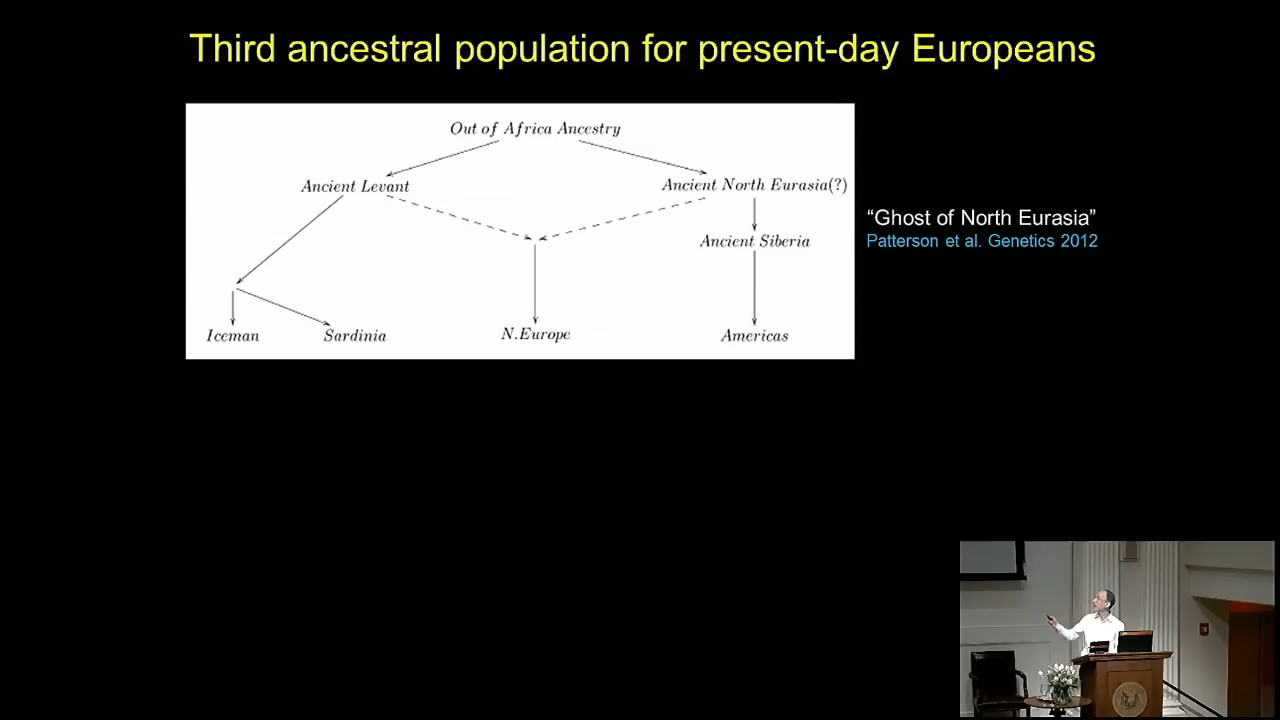 Third ancestral population for present-day Europeans
Out of Africa Ancestry
Ancient Levant
Ancient North Eurasia(?)
Ancient Siberia
Iceman
Sardinia
N.Europe
Americas
“Ghost of North Eurasia”
Patterson et al. Genetics 2012